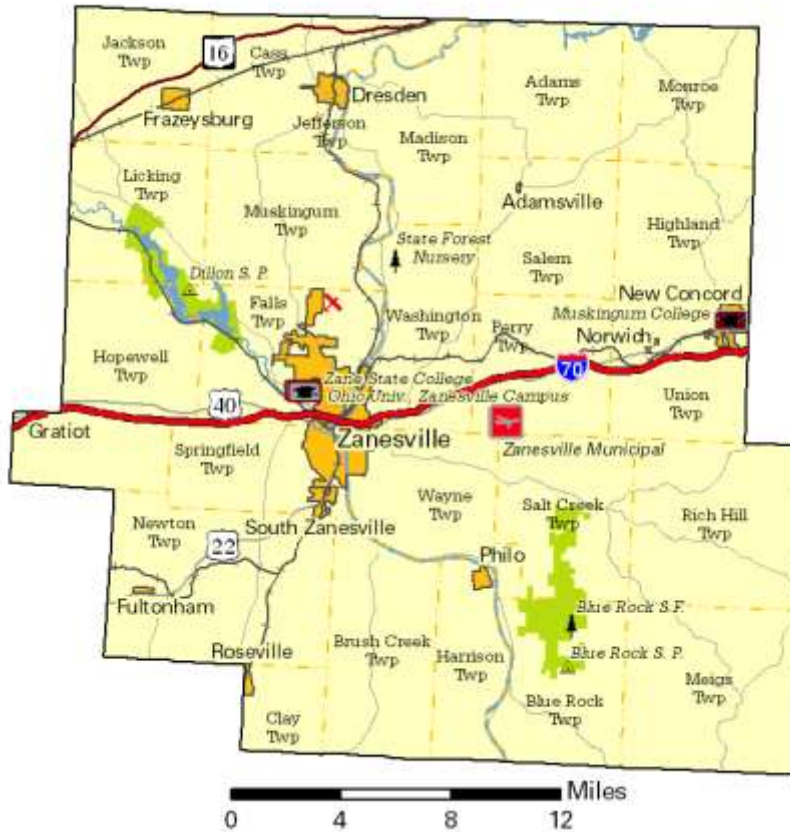 Jackson
Twp
16
Cass
Twp
Adams
Twp
Monroe
Twp
Frazeysburg
Dresden
Jefferson
Twp
Madison
Twp
Licking
Twp
Muskingum
Twp
Adamsville
Highland
Twp
State Forest
Nursery
Salem
Twp
Dillon S. P.
Falls
Twp
Washington
Twp
Perry
Twp
New Concord
Muskingum College
Norwich
Hopewell
Twp
70
Zane State College
Ohio Univ., Zanesville Campus
40
Union
Twp
Gratiot
Springfield
Twp
Zanesville
Zanesville Municipal
Wayne
Twp
Salt Creek
Twp
Rich Hill
Twp
Newton
Twp
South Zanesville
22
Philo
Fultonham
Blue Rock S.F.
Roseville
Brush Creek
Twp
Harrison
Twp
Blue Rock S. P.
Meigs
Twp
Blue Rock
Twp
Clay
Twp
Miles
0 4 8 12